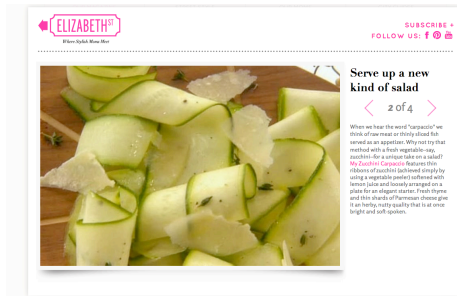 ELIZABETH ST
Where Stylish Moms Meet
SUBSCRIBE +
FOLLOW US:
Serve up a new
kind of salad
2 of 4
When we hear the word "carpaccio" we
think of raw meat or thinly sliced fish
served as an appetizer. Why not try that
method with a fresh vegetable–say,
zucchini–for a unique take on a salad?
My Zucchini Carpaccio features thin
ribbons of zucchini (achieved simply by
using a vegetable peeler) softened with
lemon juice and loosely arranged on a
plate for an elegant starter. Fresh thyme
and thin shards of Parmesan cheese give
it an herby, nutty quality that is at once
bright and soft-spoken.